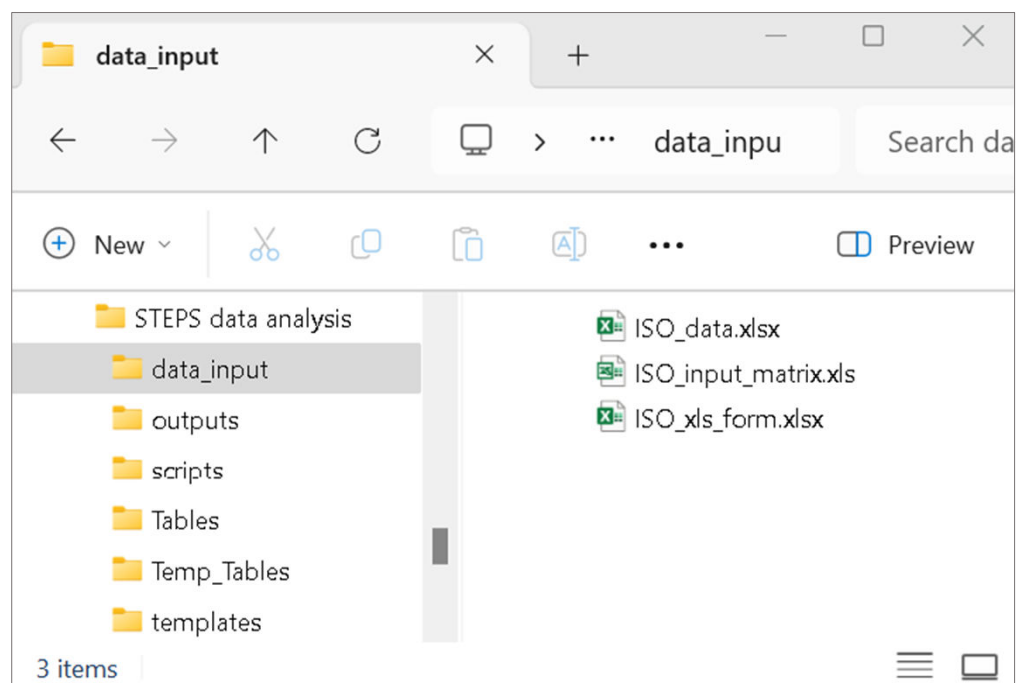 data_input
data_inpu
Search da
New
Preview
STEPS data analysis
data_input
outputs
scripts
Tables
Temp_Tables
templates
ISO_data.xlsx
ISO_input_matrix.xls
ISO_xls_form.xlsx
3 items